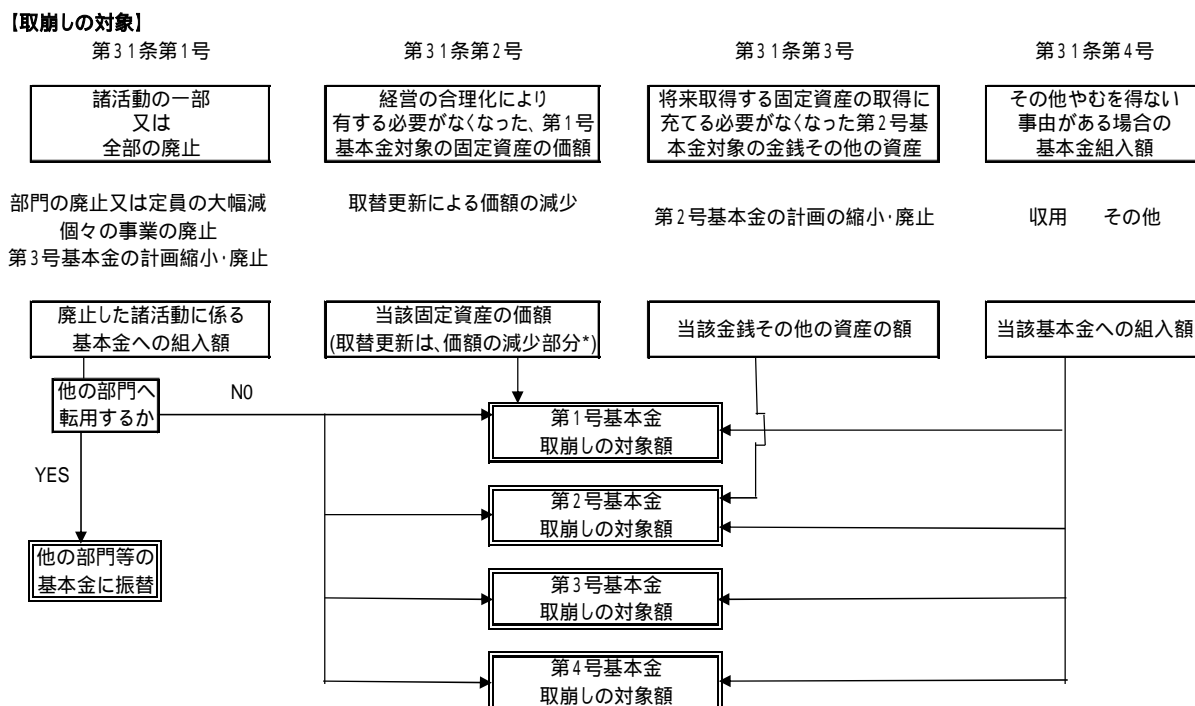 【取崩しの対象】
第31条第1号
第31条第2号
第31条第3号
第31条第4号
諸活動の一部
又は
全部の廃止
経営の合理化により
有する必要がなくなった、第1号
基本金対象の固定資産の価額
将来取得する固定資産の取得に
充てる必要がなくなった第2号基
本金対象の金銭その他の資産
その他やむを得ない
事由がある場合の
基本金組入額
部門の廃止又は定員の大幅減
個々の事業の廃止
第3号基本金の計画縮小・廃止
取替更新による価額の減少
第2号基本金の計画の縮小・廃止
収用 その他
廃止した諸活動に係る
基本金への組入額
当該固定資産の価額
(取替更新は、価額の減少部分*)
当該金銭その他の資産の額
当該基本金への組入額
他の部門へ
転用するか
NO
YES
他の部門等の
基本金に振替
第1号基本金
取崩しの対象額
第2号基本金
取崩しの対象額
第3号基本金
取崩しの対象額
第4号基本金
取崩しの対象額